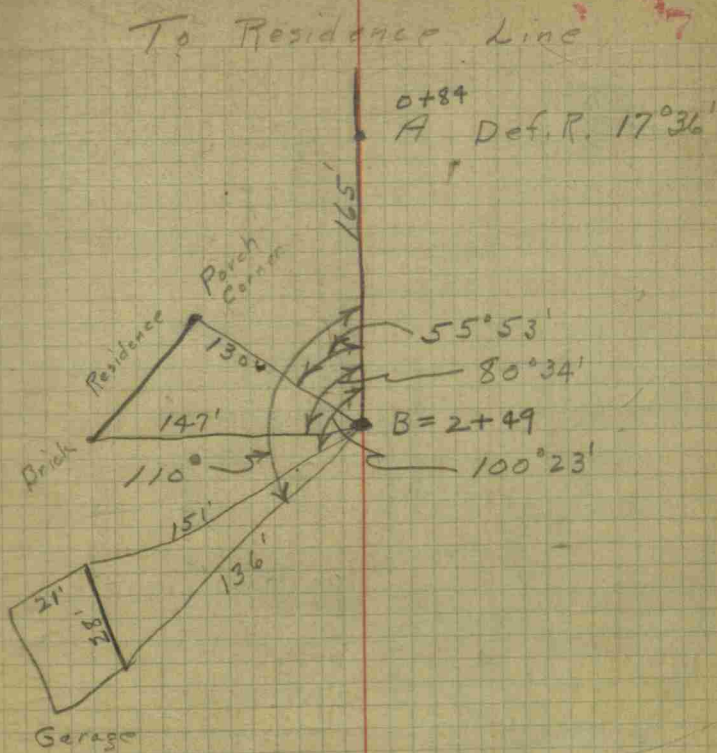 To Residence Line
0+84
A Def. R. 17°36'
165'
Porch
Corner
Residence
130'
55°53'
80°34'
147'
B = 2+49
Brick
110°
100°23'
151'
136'
21'
28'
Garage